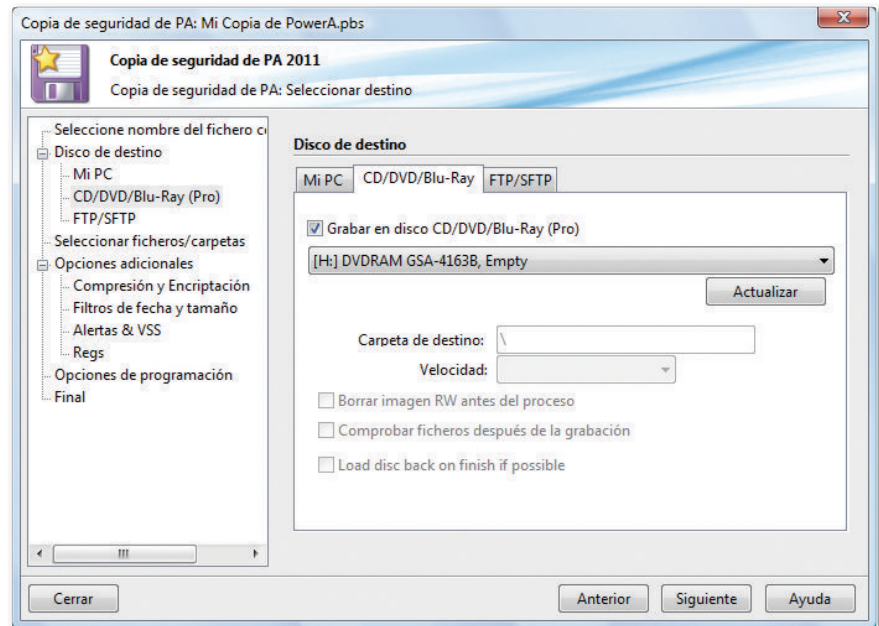 Copia de seguridad de PA: Mi Copia de PowerA.pbs
Copia de seguridad de PA 2011
Copia de seguridad de PA: Seleccionar destino
Seleccione nombre del fichero c
Disco de destino
Mi PC
CD/DVD/Blu-Ray (Pro)
FTP/SFTP
Seleccionar ficheros/carpetas
Opciones adicionales
Compresión y Encriptación
Filtros de fecha y tamaño
Alertas & VSS
Regs
Opciones de programación
Final
Disco de destino
Mi PC CD/DVD/Blu-Ray FTP/SFTP
Grabar en disco CD/DVD/Blu-Ray (Pro)
[H:] DVDRAM GSA-4163B, Empty
Actualizar
Carpeta de destino: \
Velocidad:
Borrar imagen RW antes del proceso
Comprobar ficheros después de la grabación
Load disc back on finish if possible
Cerrar Anterior Siguiente Ayuda